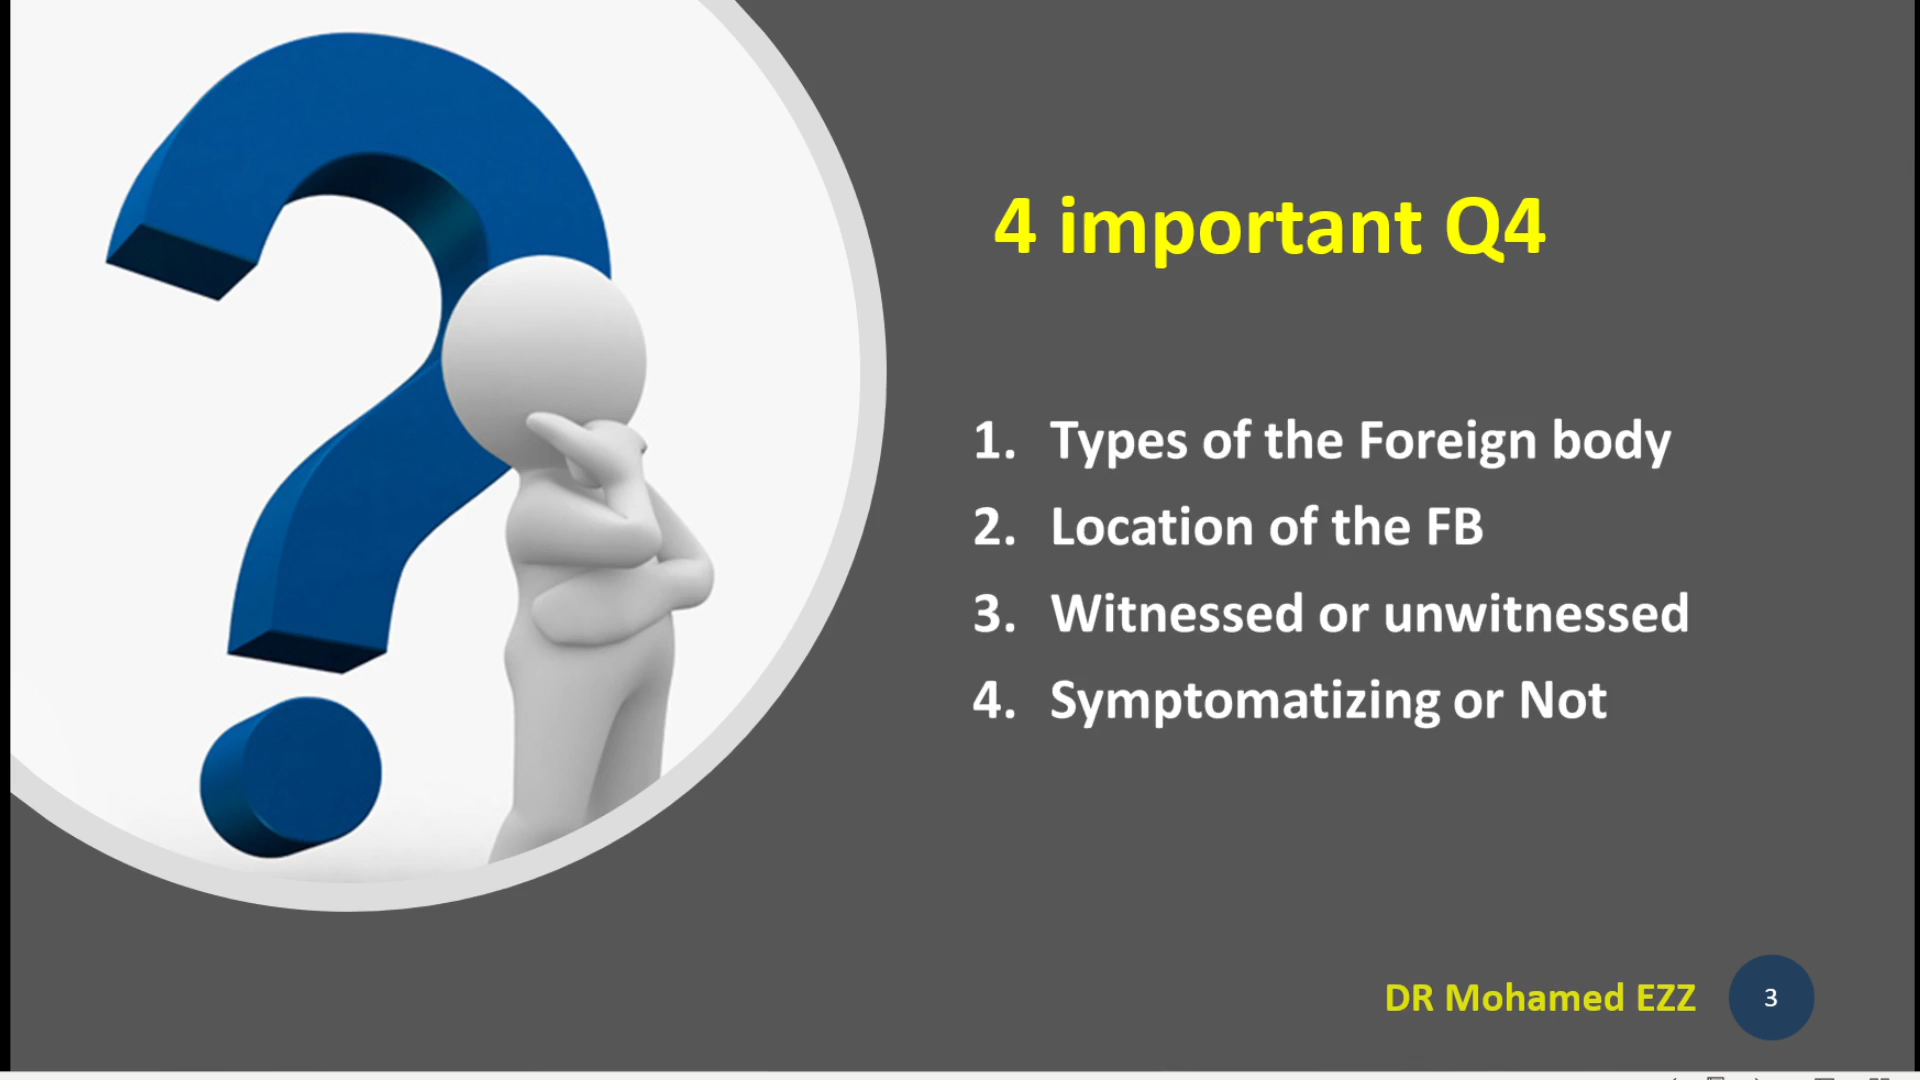 4 important Q4
1. Types of the Foreign body
2. Location of the FB
3. Witnessed or unwitnessed
4. Symptomatizing or Not
DR Mohamed EZZ
3